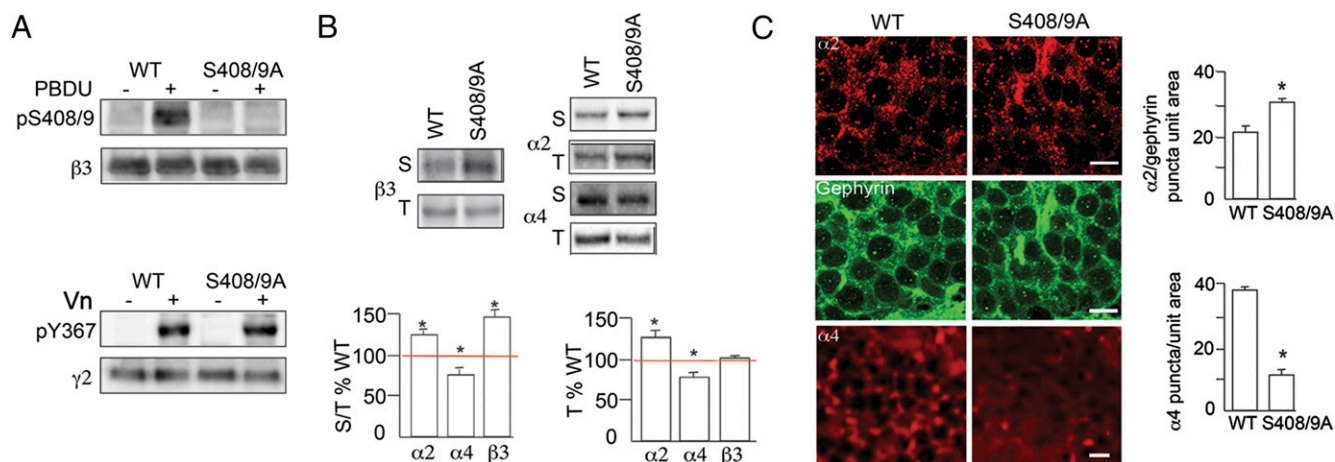 A
WT S408/9A
PBDU - + - +
pS408/9
β3
WT S408/9A
Vn - + - +
pY367
γ2
B
WT S408/9A
S
β3
T
WT S408/9A
S
α2
T
S
α4
T
S/T % WT
150
100
50
0
* * *
α2 α4 β3
T % WT
150
100
50
0
* *
α2 α4 β3
C
WT S408/9A
α2
Gephyrin
α4
α2/gephyrin
puncta unit area
40
20
0
*
WT S408/9A
α4 puncta/unit area
40
20
0
*
WT S408/9A